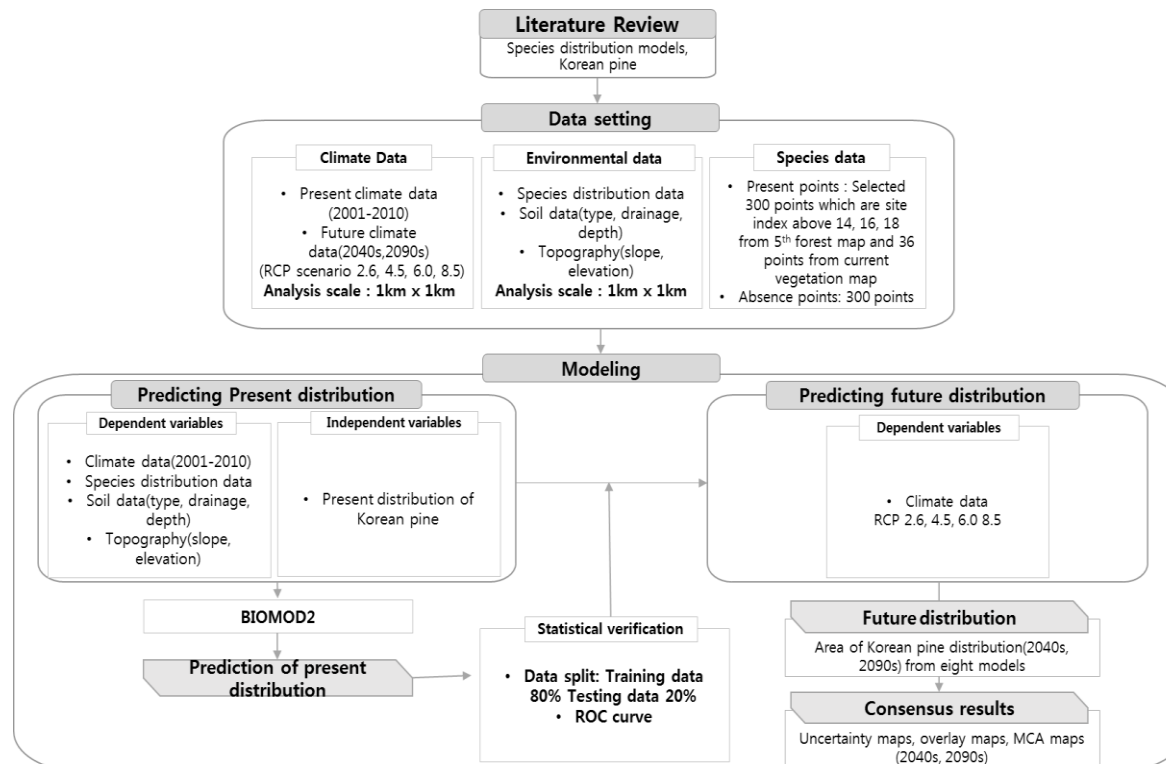 Literature Review
Species distribution models,
Korean pine
Data setting
Climate Data
• Present climate data
(2001-2010)
• Future climate
data(2040s,2090s)
(RCP scenario 2.6, 4.5, 6.0, 8.5)
Analysis scale : 1km x 1km
Environmental data
• Species distribution data
• Soil data(type, drainage,
depth)
• Topography(slope,
elevation)
Analysis scale : 1km x 1km
Species data
• Present points : Selected
300 points which are site
index above 14, 16, 18
from 5th forest map and 36
points from current
vegetation map
• Absence points: 300 points
Modeling
Predicting Present distribution
Dependent variables
• Climate data(2001-2010)
• Species distribution data
• Soil data(type, drainage,
depth)
• Topography(slope,
elevation)
Independent variables
• Present distribution of
Korean pine
BIOMOD2
Prediction of present
distribution
Statistical verification
• Data split: Training data
80% Testing data 20%
• ROC curve
Predicting future distribution
Dependent variables
• Climate data
RCP 2.6, 4.5, 6.0 8.5
Future distribution
Area of Korean pine distribution(2040s,
2090s) from eight models
Consensus results
Uncertainty maps, overlay maps, MCA maps
(2040s, 2090s)